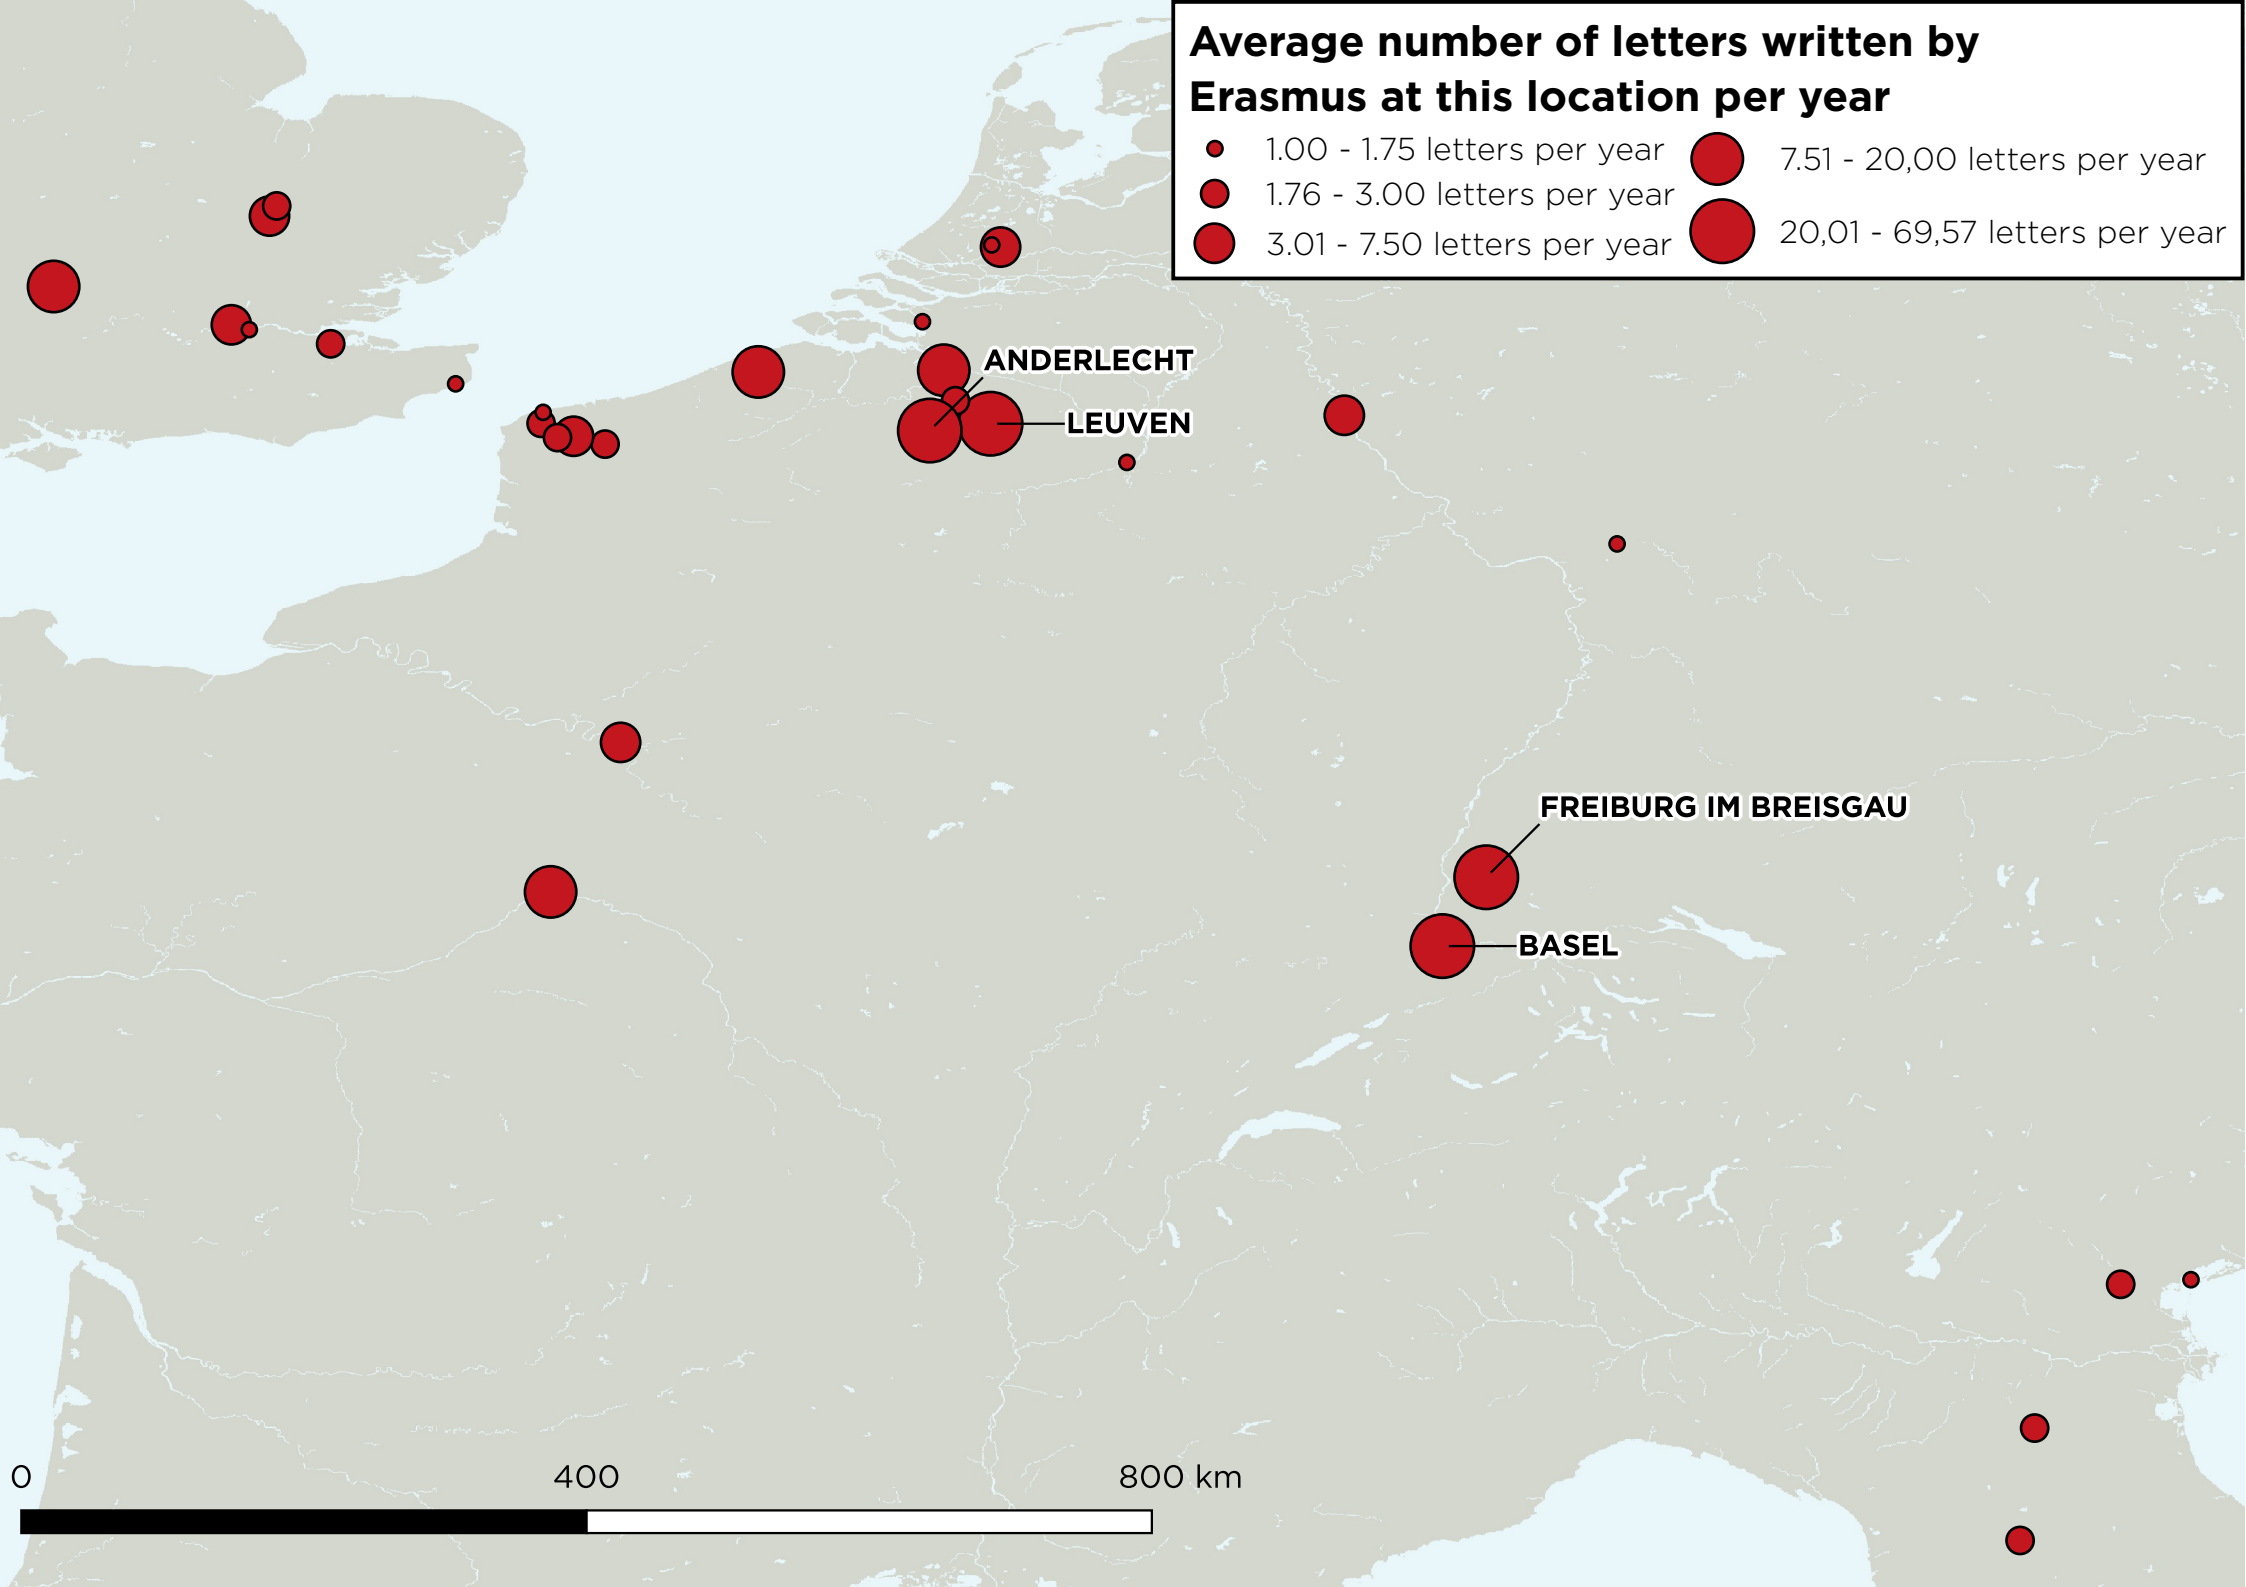 Average number of letters written by
Erasmus at this location per year
1.00 - 1.75 letters per year
1.76 - 3.00 letters per year
3.01 - 7.50 letters per year
7.51 - 20,00 letters per year
20,01 - 69,57 letters per year
ANDERLECHT
LEUVEN
FREIBURG IM BREISGAU
BASEL
0 400 800 km